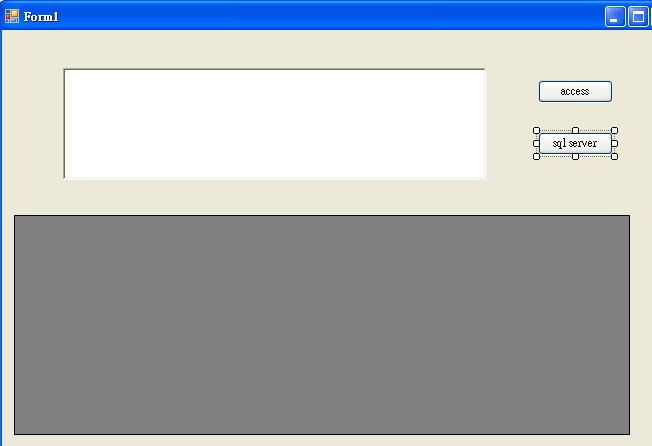 Form1
access
sql server